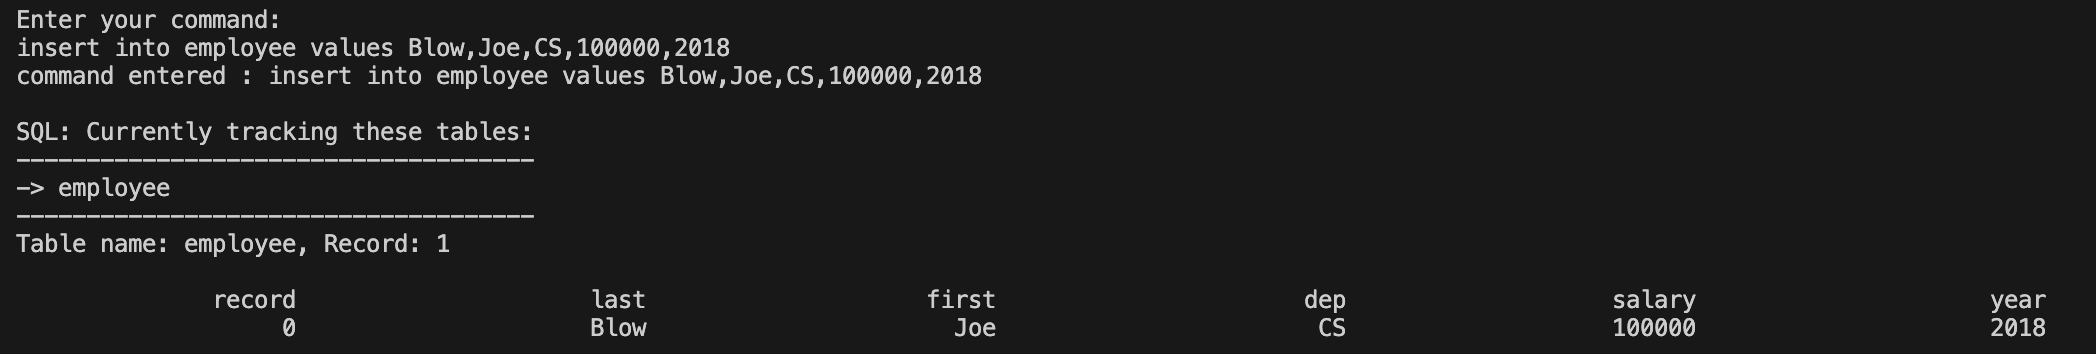 Enter your command:
insert into employee values Blow,Joe,CS,100000,2018
command entered : insert into employee values Blow,Joe,CS,100000,2018
SQL: Currently tracking these tables:
-------------------------------------
-> employee
-------------------------------------
Table name: employee, Record: 1
record last first dep salary year
0 Blow Joe CS 100000 2018